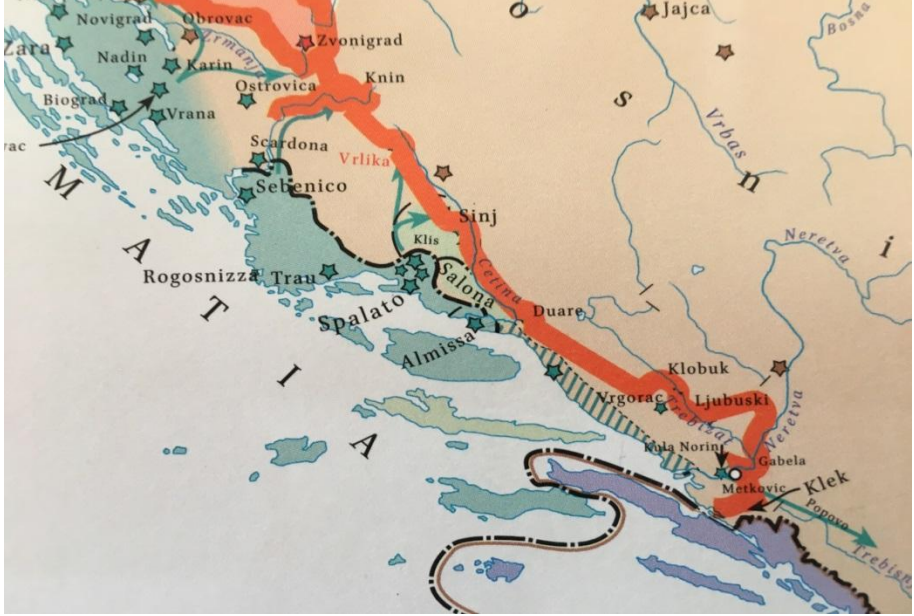 Novigrad
Obrovac
Jajca
Bosna
Zara
Zvonigrad
Zrmanja
Nadin
Karin
Knin
Ostrovica
Biograd
Vrana
Vrbas
vac
Scardona
Vrlika
Sebenico
Sinj
Neretva
Klis
Rogosnizza
Trau
Salona
Cetina
Spalato
Duare
Almissa
Klobuk
Vrgorac
Ljubuski
Trebizat
Neretva
Kula Norin
Gabela
Metkovic
Klek
Popovo
M
A
T
I
A
o
s
n
i